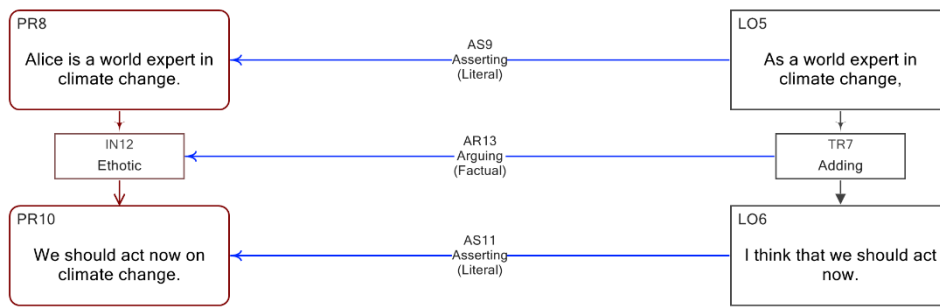 PR8
Alice is a world expert in
climate change.
AS9
Asserting
(Literal)
LO5
As a world expert in
climate change,
IN12
Ethotic
AR13
Arguing
(Factual)
TR7
Adding
PR10
We should act now on
climate change.
AS11
Asserting
(Literal)
LO6
I think that we should act
now.